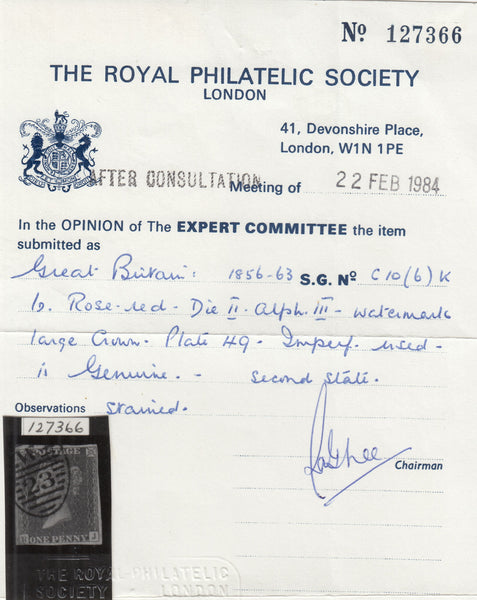 Nº 127366
THE ROYAL PHILATELIC SOCIETY
LONDON
41, Devonshire Place,
London, W1N 1PE
AFTER CONSULTATION Meeting of 22 FEB 1984
In the OPINION of The EXPERT COMMITTEE the item
submitted as
Great Britain: 1856-63 S.G. Nº C10(6)K
1d. Rose-red - Die II - Alph. III - watermark
large Crown. Plate 49 - Imperf. used -
is Genuine. - second state.
Observations stained.
127366
Chairman
POSTAGE
23
J
ONE PENNY
THE ROYAL PHILATELIC
SOCIETY LONDON